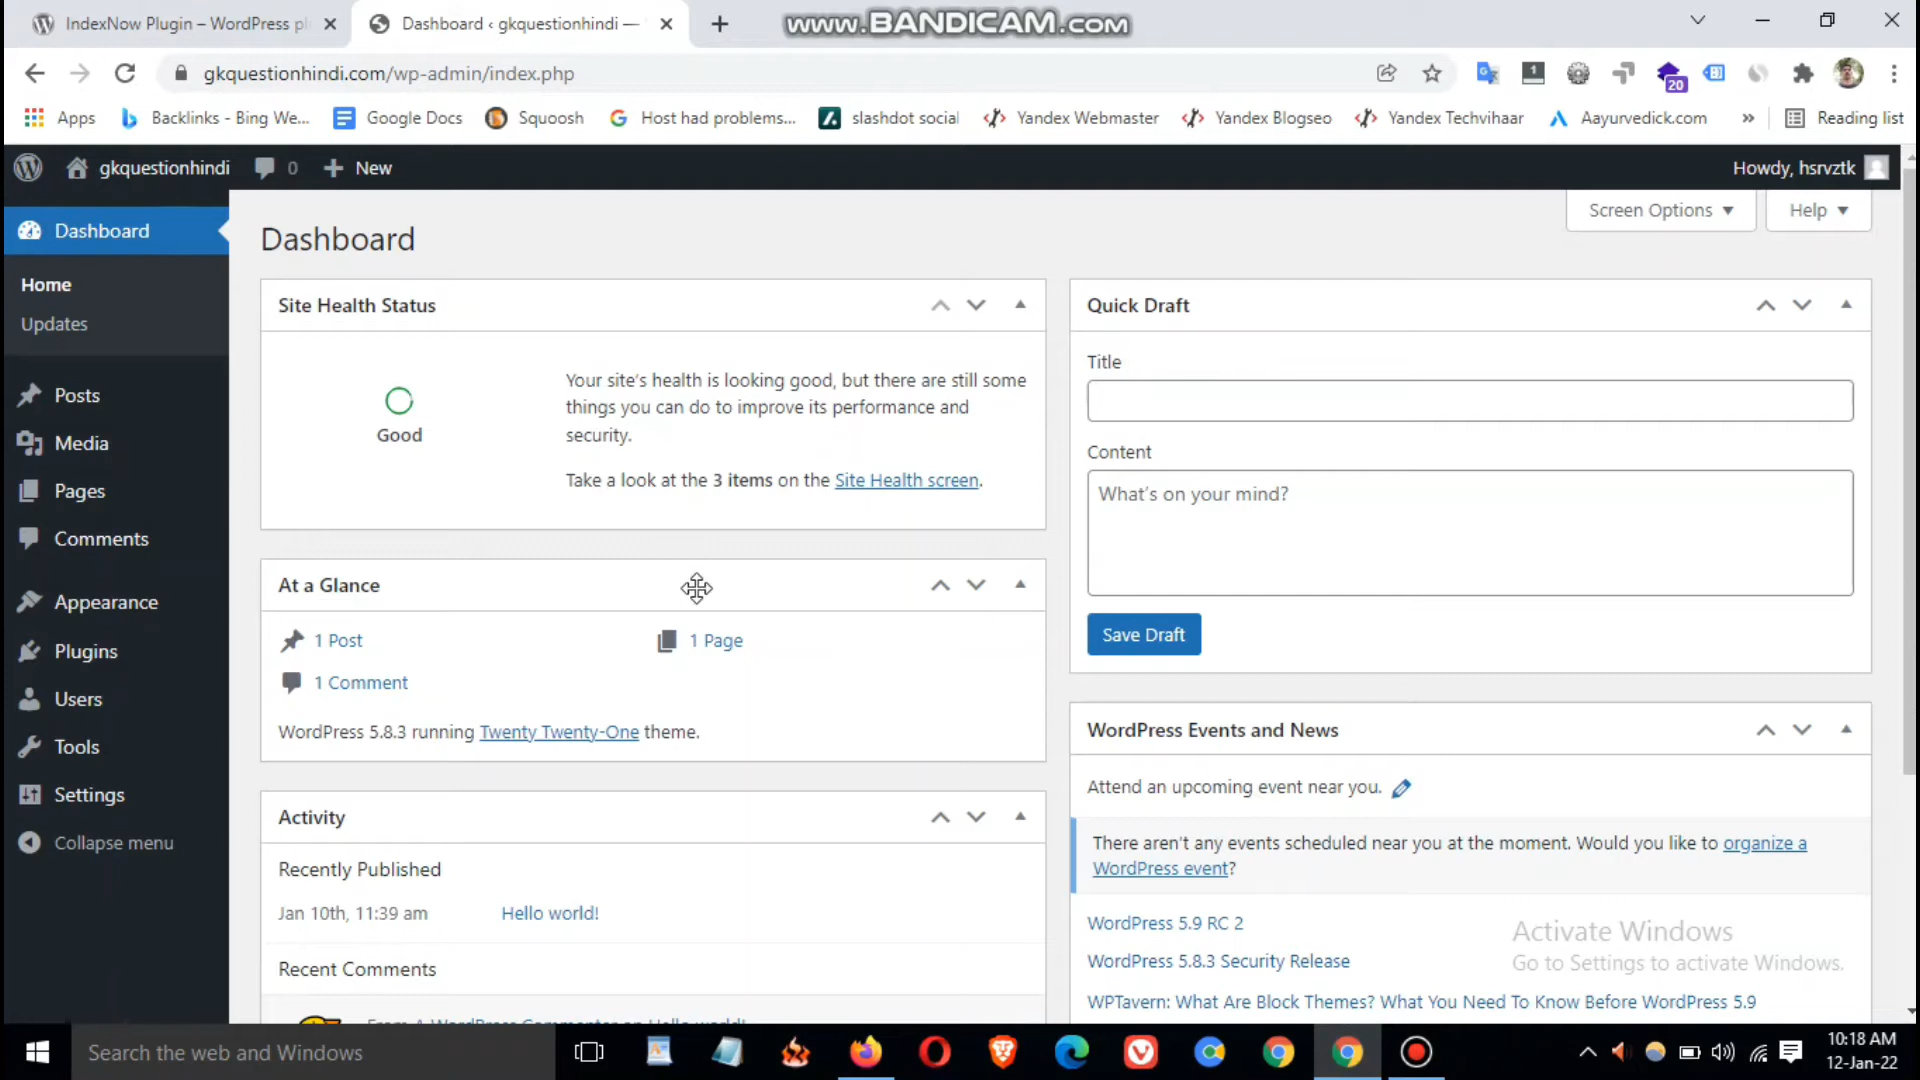 IndexNow Plugin – WordPress pl
Dashboard ‹ gkquestionhindi —
www.BANDICAM.com
gkquestionhindi.com/wp-admin/index.php
1
20
Apps
Backlinks - Bing We...
Google Docs
Squoosh
Host had problems...
slashdot social
Yandex Webmaster
Yandex Blogseo
Yandex Techvihaar
Aayurvedick.com
»
Reading list
gkquestionhindi
0
New
Howdy, hsrvztk
Screen Options
Help
Dashboard
Home
Updates
Posts
Media
Pages
Comments
Appearance
Plugins
Users
Tools
Settings
Collapse menu
Dashboard
Site Health Status
Good
Your site's health is looking good, but there are still some
things you can do to improve its performance and
security.
Take a look at the 3 items on the Site Health screen.
At a Glance
1 Post
1 Page
1 Comment
WordPress 5.8.3 running Twenty Twenty-One theme.
Activity
Recently Published
Jan 10th, 11:39 am
Hello world!
Recent Comments
From A WordPress Commenter on Hello world!
Quick Draft
Title
Content
What's on your mind?
Save Draft
WordPress Events and News
Attend an upcoming event near you.
There aren't any events scheduled near you at the moment. Would you like to organize a
WordPress event?
WordPress 5.9 RC 2
WordPress 5.8.3 Security Release
WPTavern: What Are Block Themes? What You Need To Know Before WordPress 5.9
Activate Windows
Go to Settings to activate Windows.
Search the web and Windows
10:18 AM
12-Jan-22